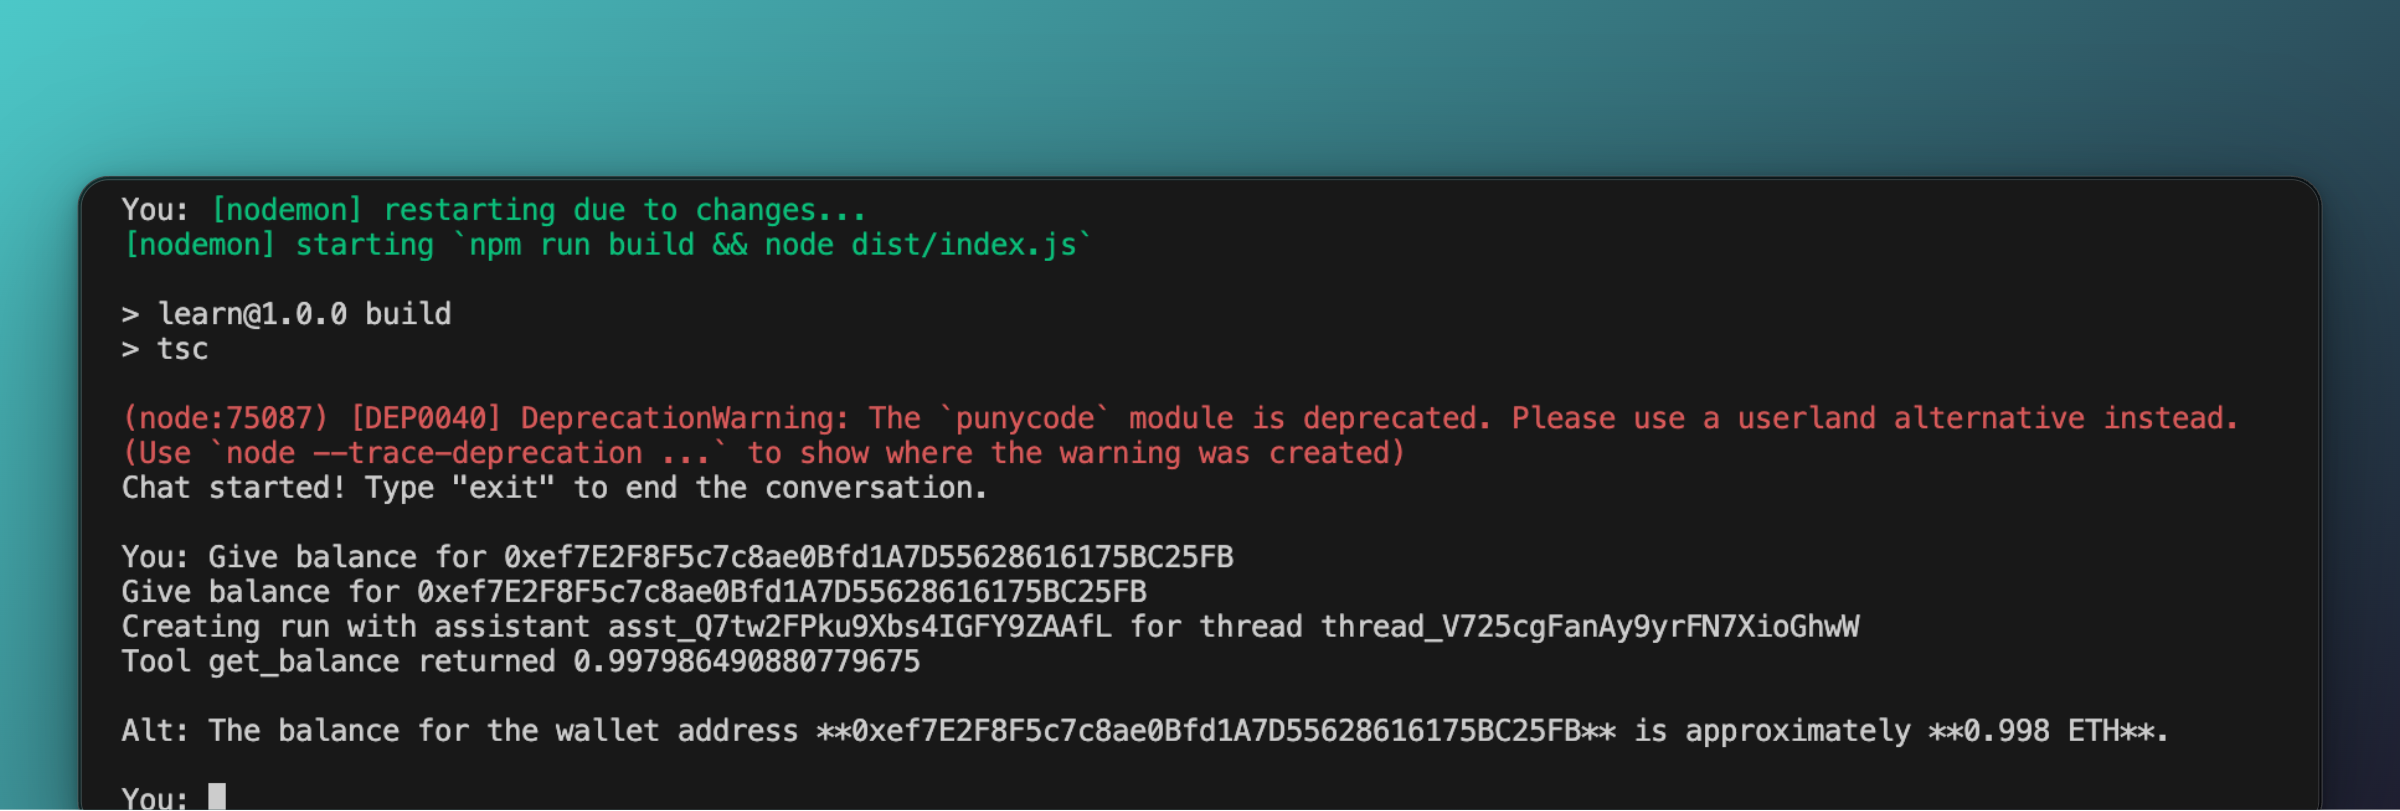 You: [nodemon] restarting due to changes...
[nodemon] starting `npm run build && node dist/index.js`
> learn@1.0.0 build
> tsc
(node:75087) [DEP0040] DeprecationWarning: The `punycode` module is deprecated. Please use a userland alternative instead.
(Use `node --trace-deprecation ...` to show where the warning was created)
Chat started! Type "exit" to end the conversation.
You: Give balance for 0xef7E2F8F5c7c8ae0Bfd1A7D55628616175BC25FB
Give balance for 0xef7E2F8F5c7c8ae0Bfd1A7D55628616175BC25FB
Creating run with assistant asst_Q7tw2FPku9Xbs4IGFY9ZAAfL for thread thread_V725cgFanAy9yrFN7XioGhwW
Tool get_balance returned 0.997986490880779675
Alt: The balance for the wallet address **0xef7E2F8F5c7c8ae0Bfd1A7D55628616175BC25FB** is approximately **0.998 ETH**.
You: